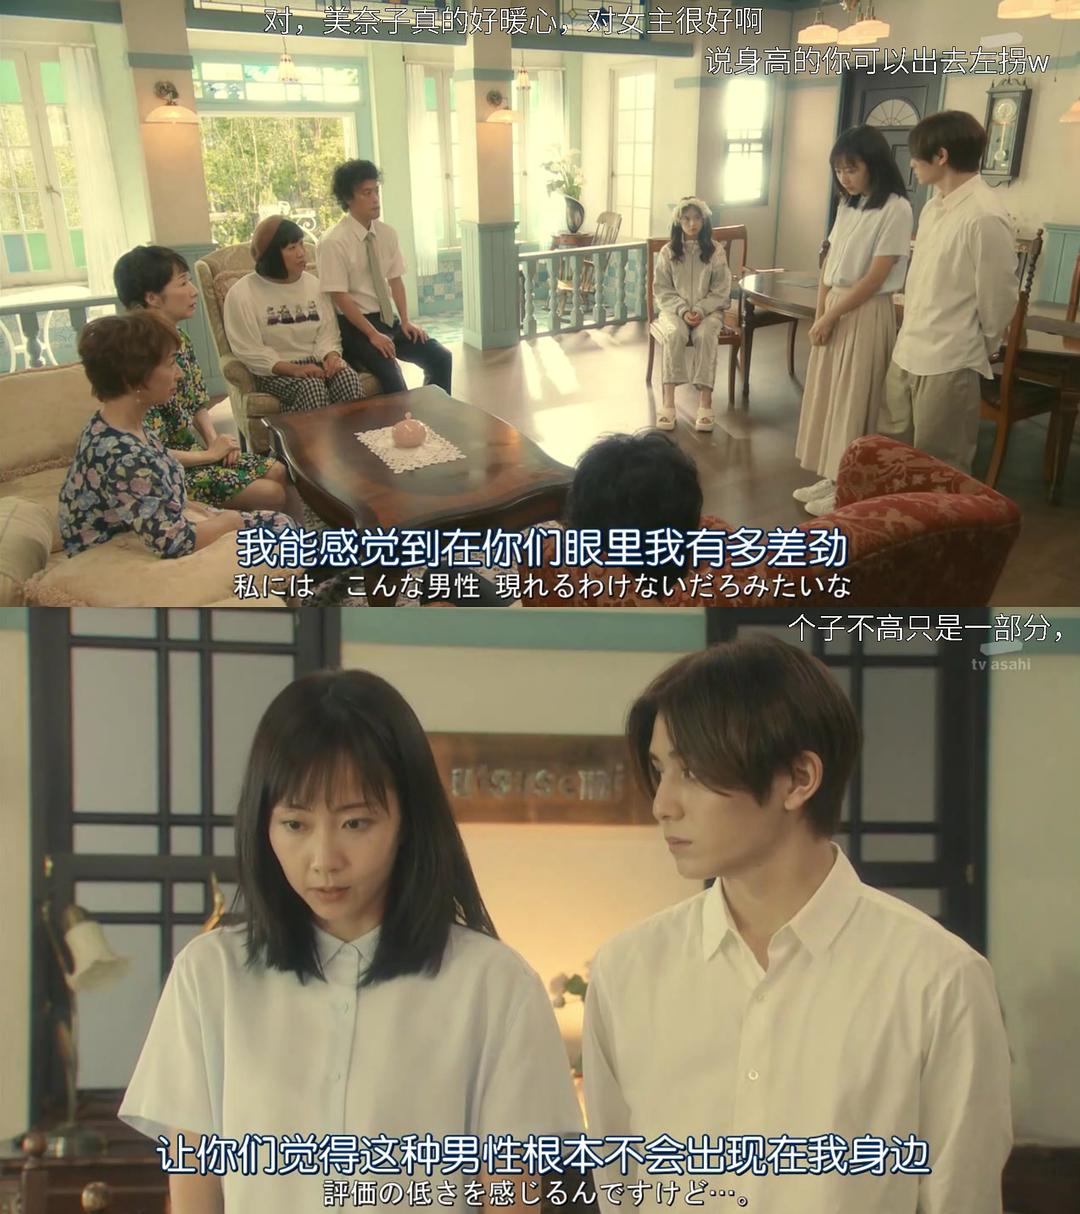 对，美奈子真的好暖心，对女主很好啊
说身高的你可以出去左拐w
我能感觉到在你们眼里我有多差劲
私には こんな男性 現れるわけないだろみたいな
个子不高只是一部分，
tv asahi
utsusemi
让你们觉得这种男性根本不会出现在我身边
評価の低さを感じるんですけど…。